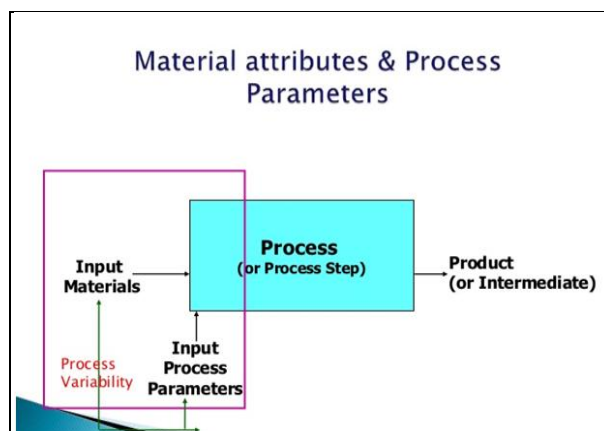 Material attributes & Process
Parameters
Process
(or Process Step)
Input
Materials
Product
(or Intermediate)
Input
Process
Parameters
Process
Variability